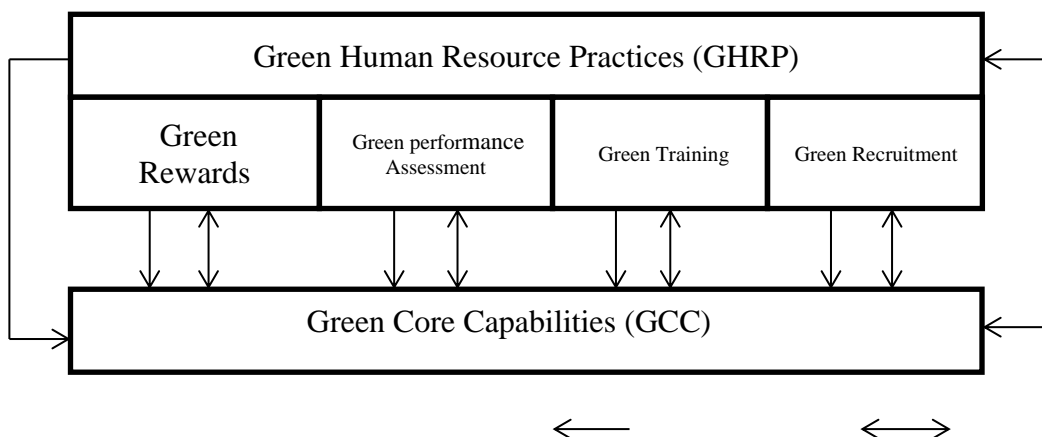 Green Human Resource Practices (GHRP)
Green
Rewards
Green performance
Assessment
Green Training
Green Recruitment
Green Core Capabilities (GCC)